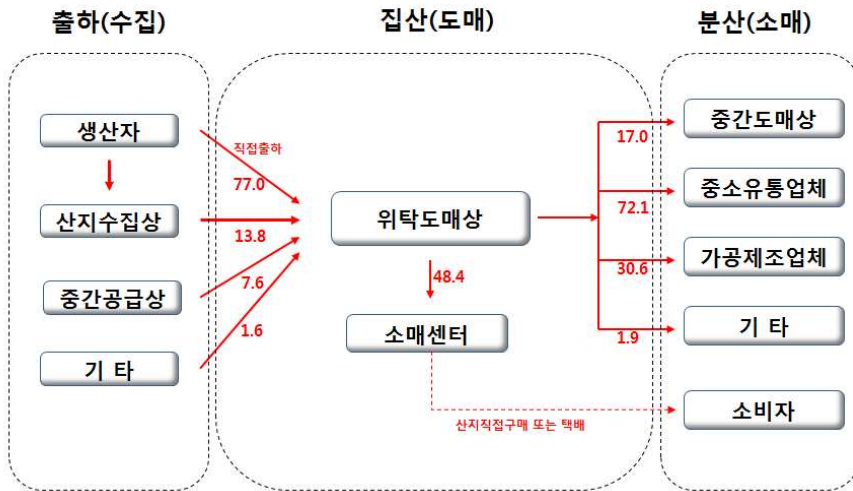 출하(수집)
집산(도매)
분산(소매)
생산자
직접출하
77.0
산지수집상
13.8
중간공급상
7.6
기 타
1.6
위탁도매상
48.4
소매센터
산지직접구매 또는 택배
중간도매상
17.0
중소유통업체
72.1
가공제조업체
30.6
기 타
1.9
소비자